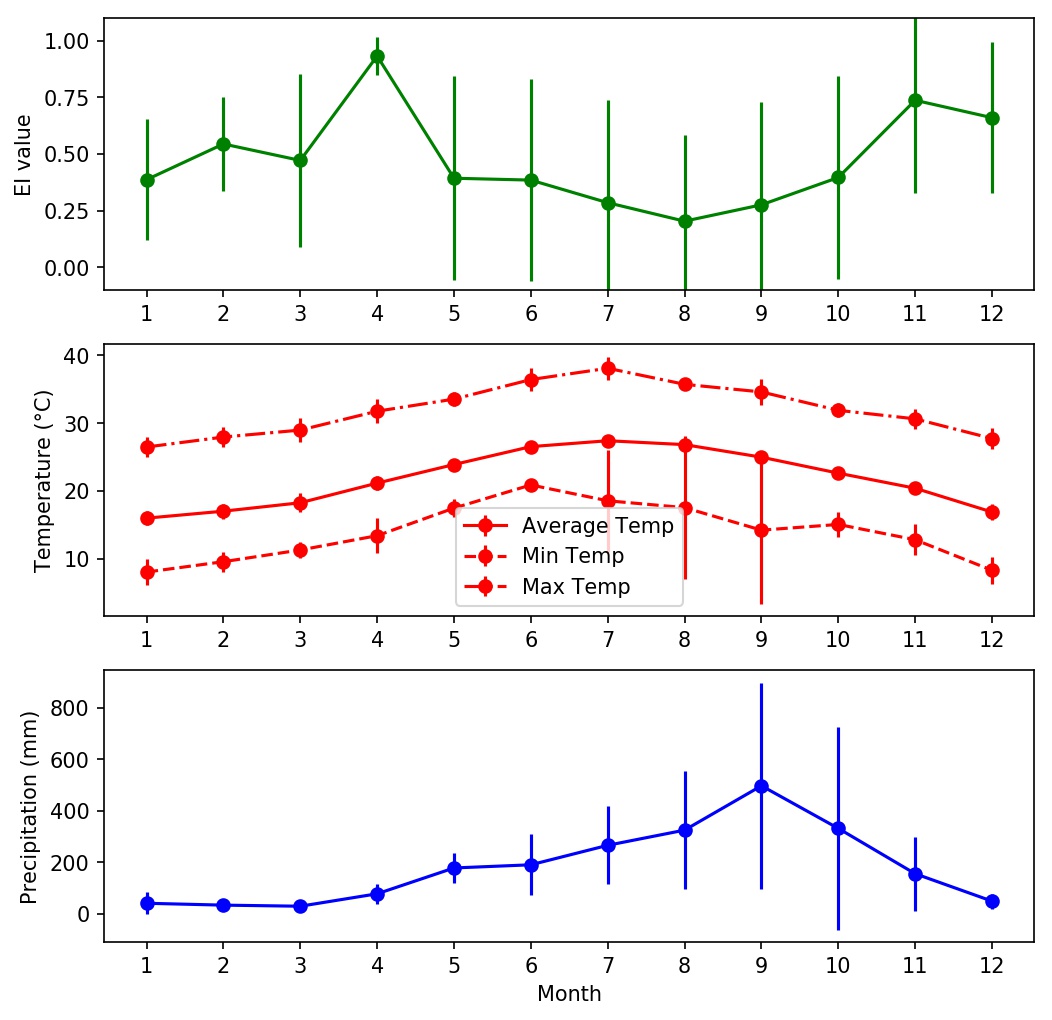 EI value
1.00
0.75
0.50
0.25
0.00
1 2 3 4 5 6 7 8 9 10 11 12
Temperature (°C)
40
30
20
10
Average Temp
Min Temp
Max Temp
1 2 3 4 5 6 7 8 9 10 11 12
Precipitation (mm)
800
600
400
200
0
1 2 3 4 5 6 7 8 9 10 11 12
Month